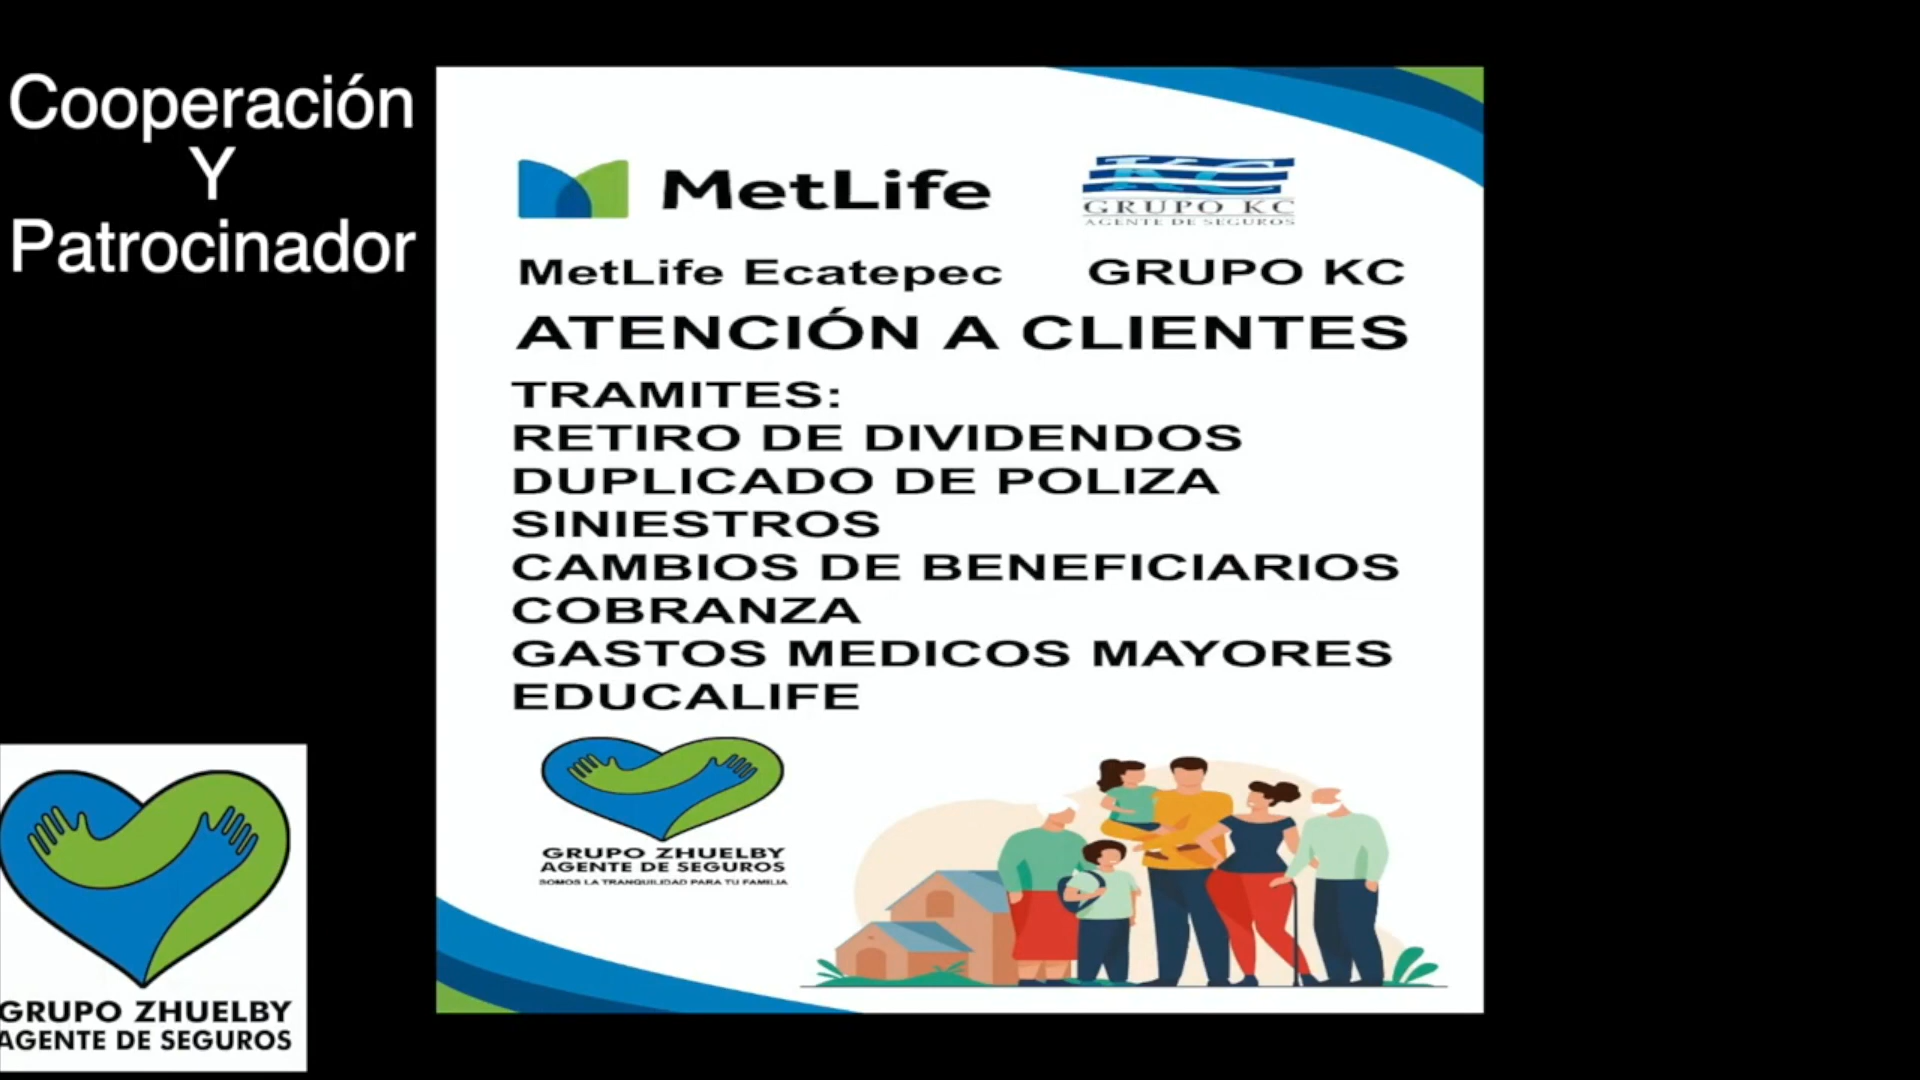 Cooperación
Y
Patrocinador
MetLife
KC
GRUPO KC
AGENTE DE SEGUROS
MetLife Ecatepec
GRUPO KC
ATENCIÓN A CLIENTES
TRAMITES:
RETIRO DE DIVIDENDOS
DUPLICADO DE POLIZA
SINIESTROS
CAMBIOS DE BENEFICIARIOS
COBRANZA
GASTOS MEDICOS MAYORES
EDUCALIFE
GRUPO ZHUELBY
AGENTE DE SEGUROS
SOMOS LA TRANQUILIDAD PARA TU FAMILIA
GRUPO ZHUELBY
AGENTE DE SEGUROS